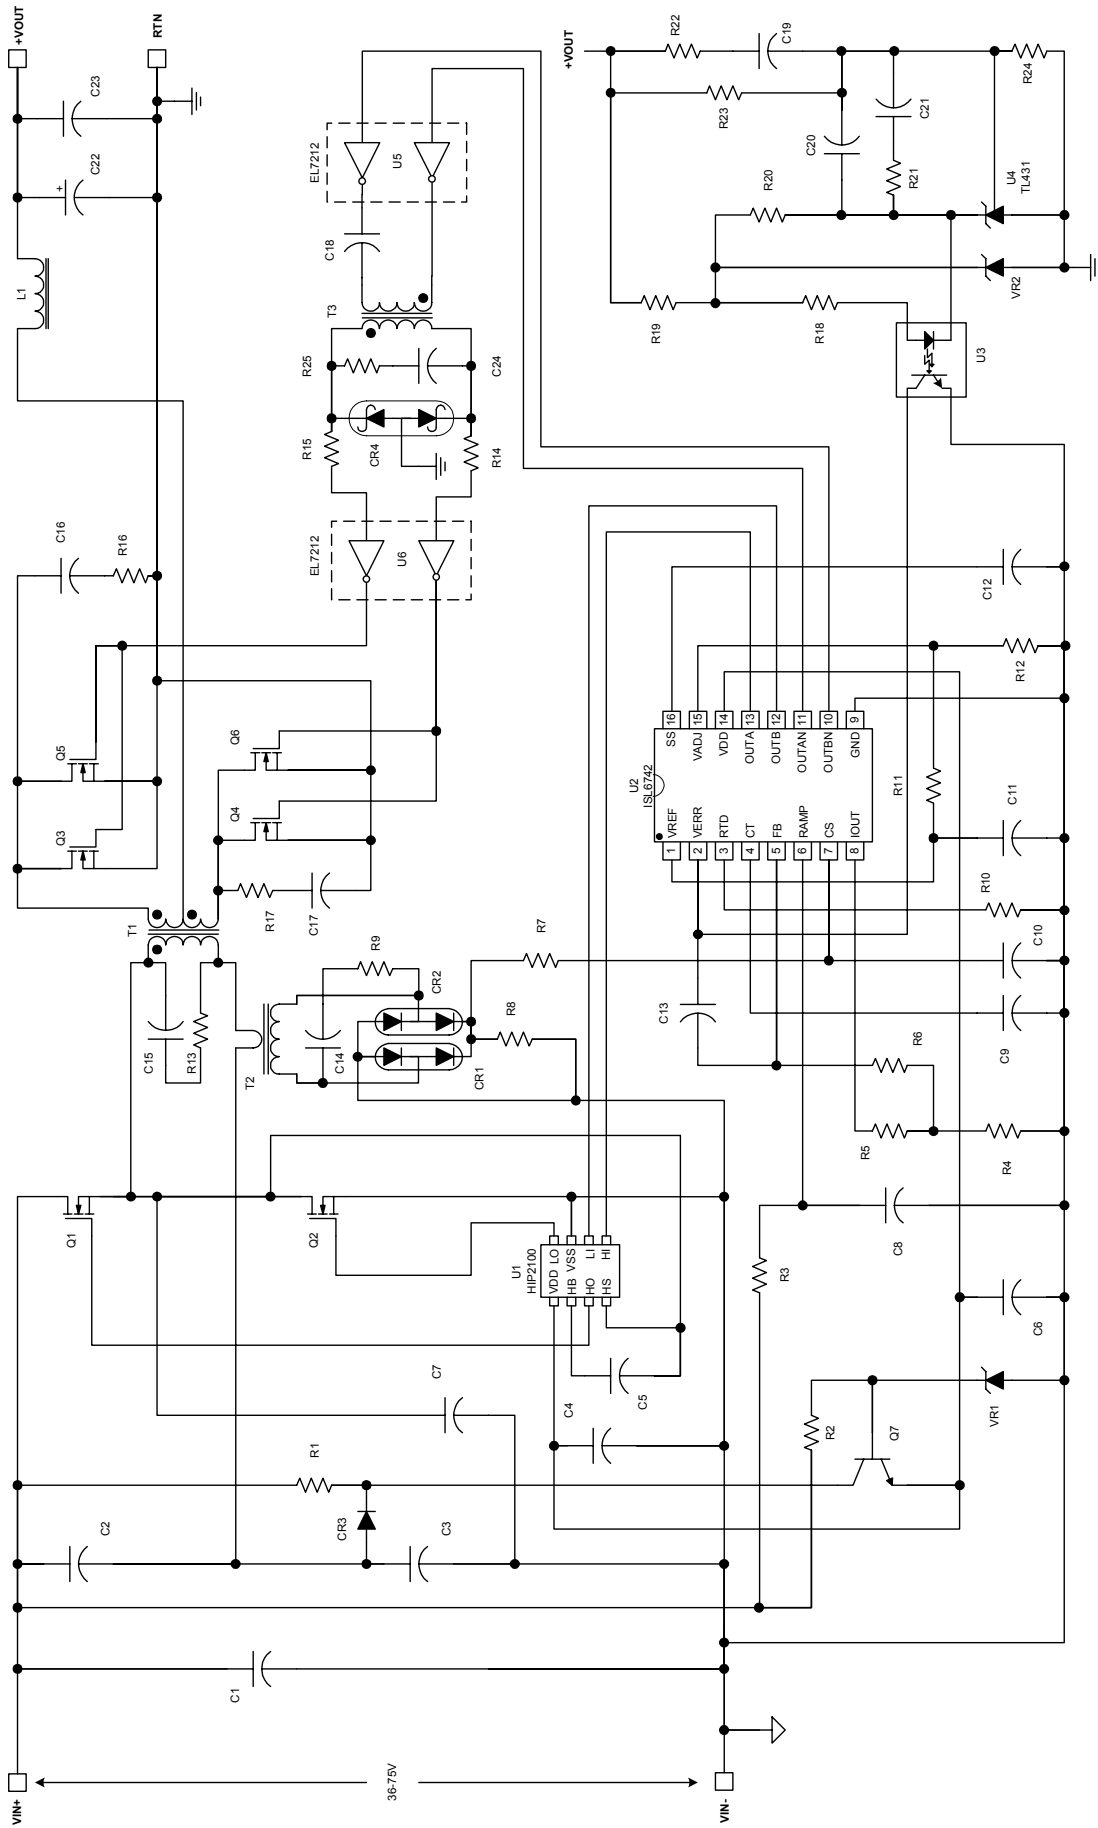 VIN+
36-75V
VIN-
C1
C2
CR3
C3
R1
C7
C4
C5
R2
Q7
VR1
C6
R3
C8
Q1
Q2
U1
HIP2100
VDD LO
HB VSS
HO LI
HS HI
C15
R13
T2
C14
R9
CR2
CR1
R8
R7
T1
R17
C17
Q3
Q5
Q4
Q6
C16
R16
L1
C22
+
C23
+VOUT
RTN
EL7212
U6
R15
R14
CR4
R25
C24
T3
C18
EL7212
U5
U2
ISL6742
1 VREF
2 VERR
3 RTD
4 CT
5 FB
6 RAMP
7 CS
8 IOUT
SS 16
VADJ 15
VDD 14
OUTA 13
OUTB 12
OUTAN 11
OUTBN 10
GND 9
C13
R6
R5
R4
C9
C10
R10
R11
C11
R12
C12
+VOUT
R22
C19
R23
R24
C20
C21
R20
R21
U4
TL431
VR2
R19
R18
U3